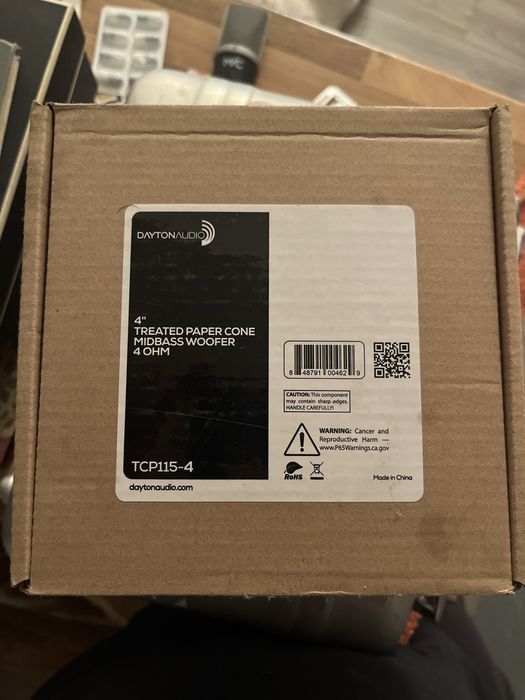 DAYTONAUDIO
4"
TREATED PAPER CONE
MIDBASS WOOFER
4 OHM
8 48791 00462 9
CAUTION: This component
may contain sharp edges.
HANDLE CAREFULLY!
WARNING: Cancer and
Reproductive Harm —
www.P65Warnings.ca.gov
TCP115-4
RoHS
daytonaudio.com
Made in China